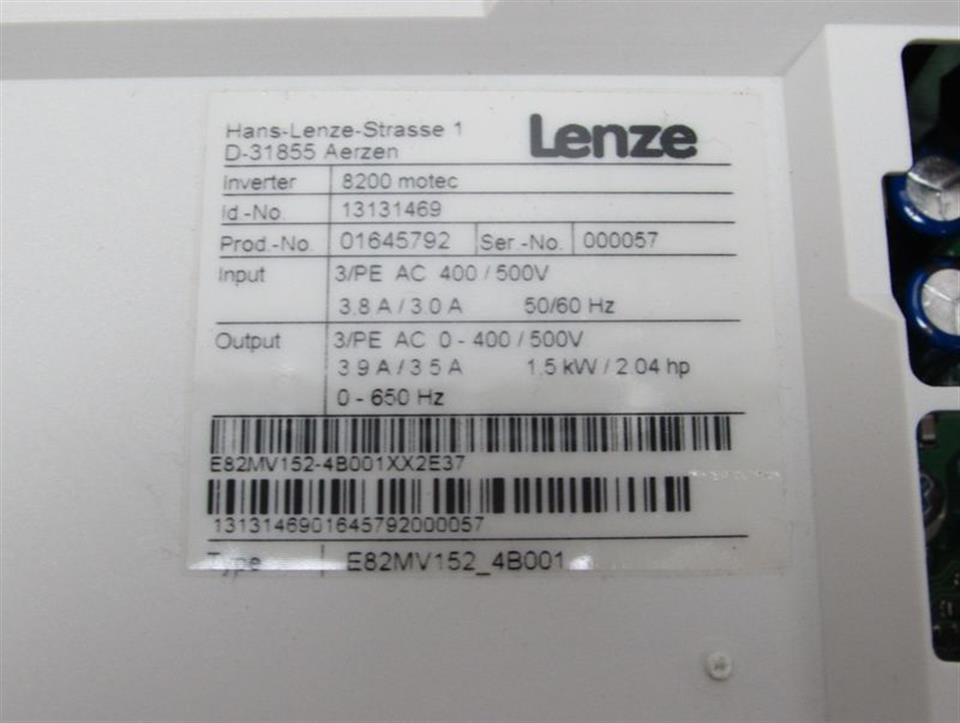 Hans-Lenze-Strasse 1
D-31855 Aerzen
Lenze
Inverter 8200 motec
Id.-No. 13131469
Prod.-No. 01645792 Ser.-No. 000057
Input 3/PE AC 400 / 500V
3.8 A / 3.0 A 50/60 Hz
Output 3/PE AC 0 - 400 / 500V
3.9 A / 3.5 A 1.5 kW / 2.04 hp
0 - 650 Hz
E82MV152-4B001XX2E37
1313146901645792000057
Type E82MV152_4B001